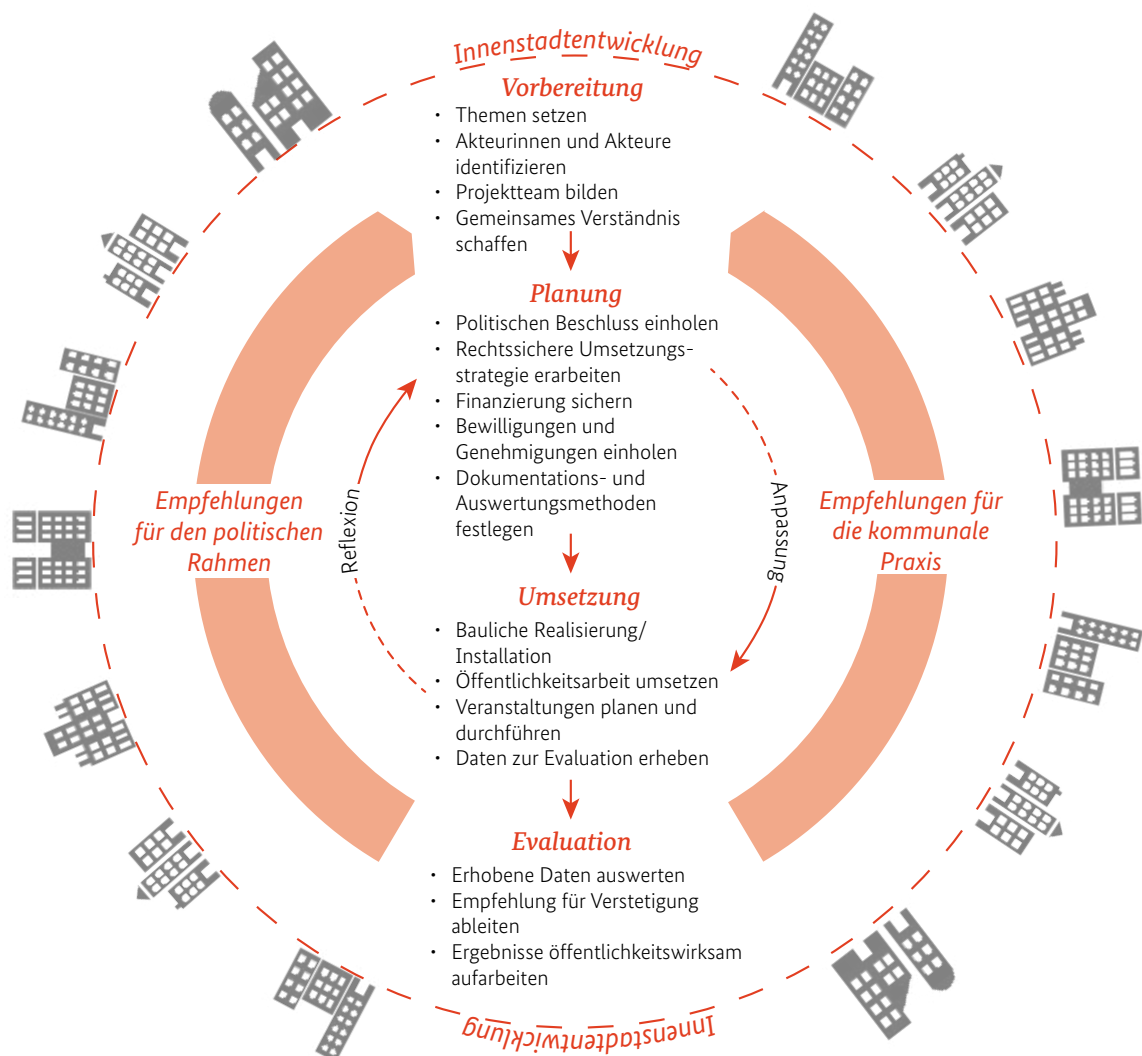 Innenstadtentwicklung
Vorbereitung
• Themen setzen
• Akteurinnen und Akteure
identifizieren
• Projektteam bilden
• Gemeinsames Verständnis
schaffen
Planung
• Politischen Beschluss einholen
• Rechtssichere Umsetzungs-
strategie erarbeiten
• Finanzierung sichern
• Bewilligungen und
Genehmigungen einholen
• Dokumentations- und
Auswertungsmethoden
festlegen
Empfehlungen
für den politischen
Rahmen
Reflexion
Anpassung
Empfehlungen für
die kommunale
Praxis
Umsetzung
• Bauliche Realisierung/
Installation
• Öffentlichkeitsarbeit umsetzen
• Veranstaltungen planen und
durchführen
• Daten zur Evaluation erheben
Evaluation
• Erhobene Daten auswerten
• Empfehlung für Verstetigung
ableiten
• Ergebnisse öffentlichkeitswirksam
aufarbeiten
Innenstadtentwicklung